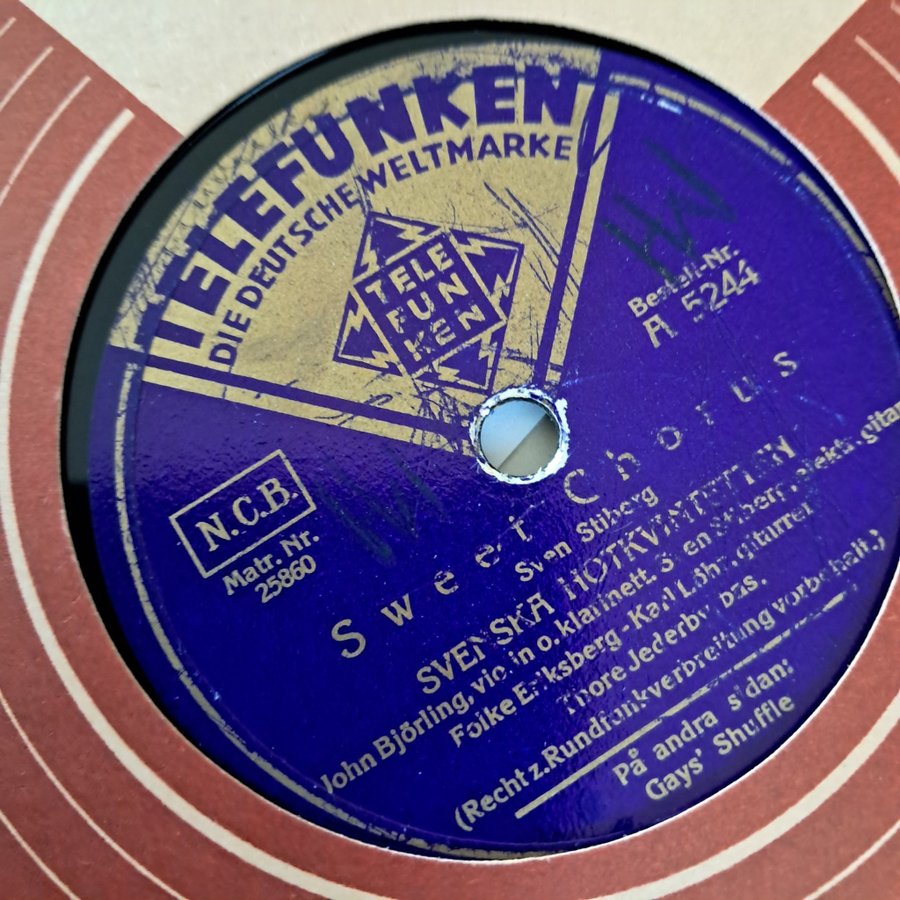 TELEFUNKEN
DIE DEUTSCHE WELTMARKE
TELE
FUN
KEN
Bestell-Nr.
A 5244
N.C.B.
Matr. Nr.
25860
Sweet Chorus
Sven Stiberg
SVENSKA HOTKVINTETTEN
John Björling, violin o. klarinett. Sven Stiberg, elektr. gitarr
Folke Eriksberg - Karl Löhr, gitarrer
Thore Jederby, bas.
(Recht z. Rundfunkverbreitung vorbehalt.)
På andra sidan:
Gays' Shuffle